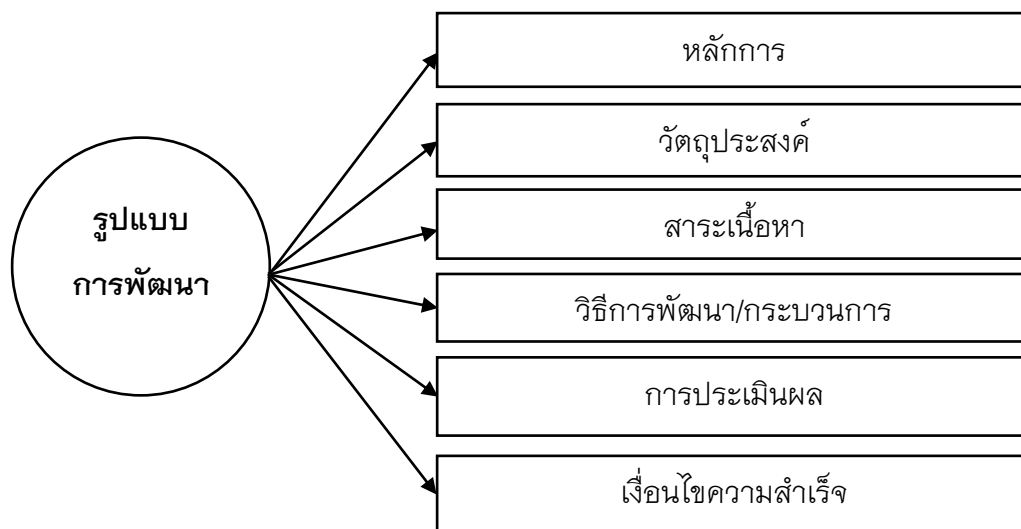 รูปแบบ
การพัฒนา
หลักการ
วัตถุประสงค์
สาระเนื้อหา
วิธีการพัฒนา/กระบวนการ
การประเมินผล
เงื่อนไขความสำเร็จ